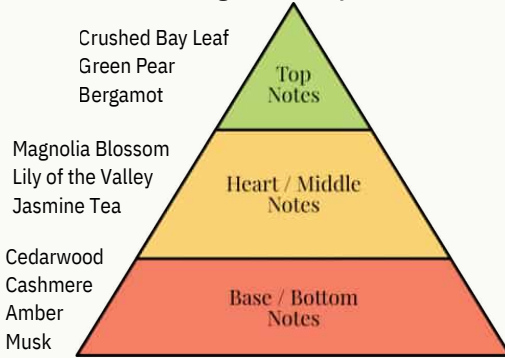 Crushed Bay Leaf
Green Pear
Bergamot
Top
Notes
Magnolia Blossom
Lily of the Valley
Jasmine Tea
Heart / Middle
Notes
Cedarwood
Cashmere
Amber
Musk
Base / Bottom
Notes